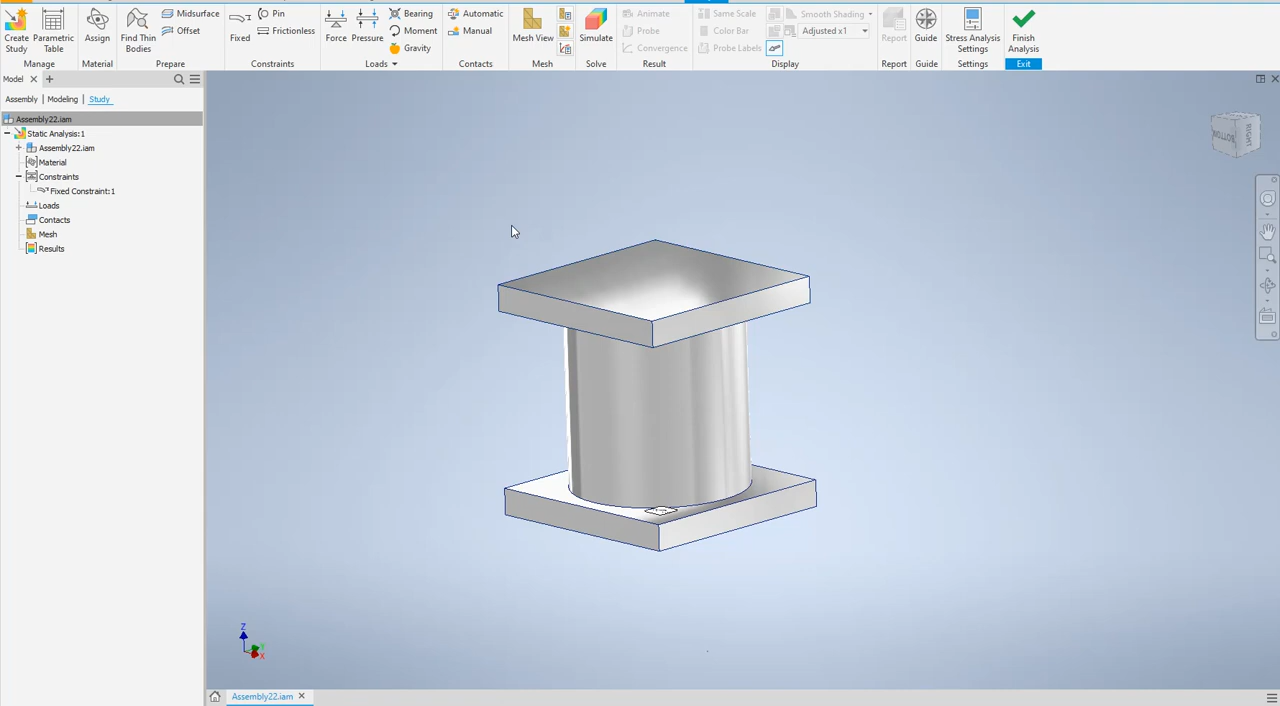 Create Study
Parametric Table
Manage
Assign
Material
Find Thin Bodies
Midsurface
Offset
Prepare
Fixed
Pin
Frictionless
Constraints
Force
Pressure
Bearing
Moment
Gravity
Loads
Automatic
Manual
Contacts
Mesh View
Mesh
Simulate
Solve
Animate
Probe
Convergence
Result
Same Scale
Color Bar
Probe Labels
Smooth Shading
Adjusted x1
Display
Report
Report
Guide
Guide
Stress Analysis Settings
Settings
Finish Analysis
Exit
Model
Assembly
Modeling
Study
Assembly22.iam
Static Analysis:1
Assembly22.iam
Material
Constraints
Fixed Constraint:1
Loads
Contacts
Mesh
Results
BOTTOM
RIGHT
Z
Y
X
Assembly22.iam